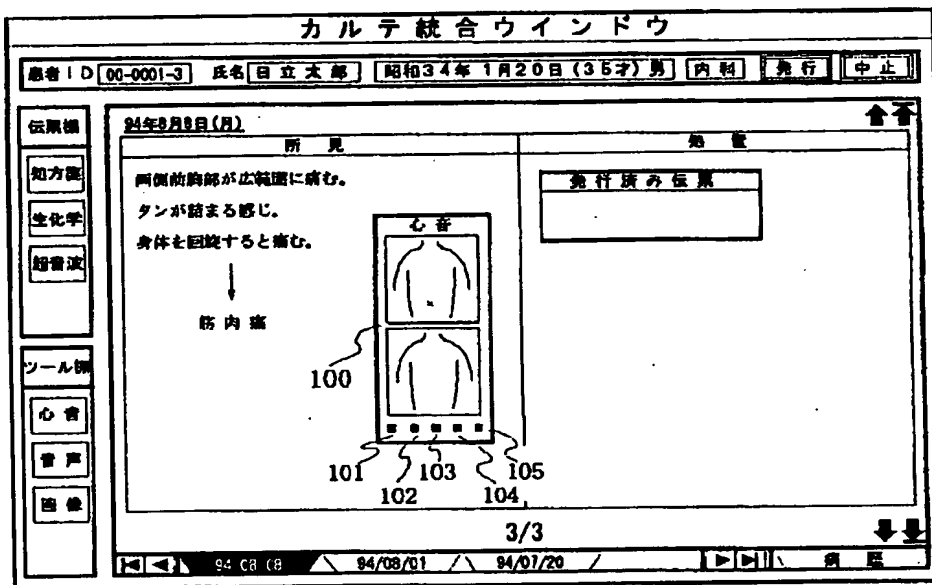 カルテ統合ウインドウ
患者ID 00-0001-3 氏名 日立太郎 昭和34年1月20日(35才)男 内科 発行 中止
伝票棚
処方箋
生化学
超音波
ツール棚
心音
音声
画像
94年8月8日(月)
所見
処置
両側前胸部が広範囲に痛む。
タンが詰まる感じ。
身体を回旋すると痛む。
筋肉痛
心音
100
101
102
103
104
105
発行済み伝票
3/3
94/08/08 94/08/01 94/07/20 病歴